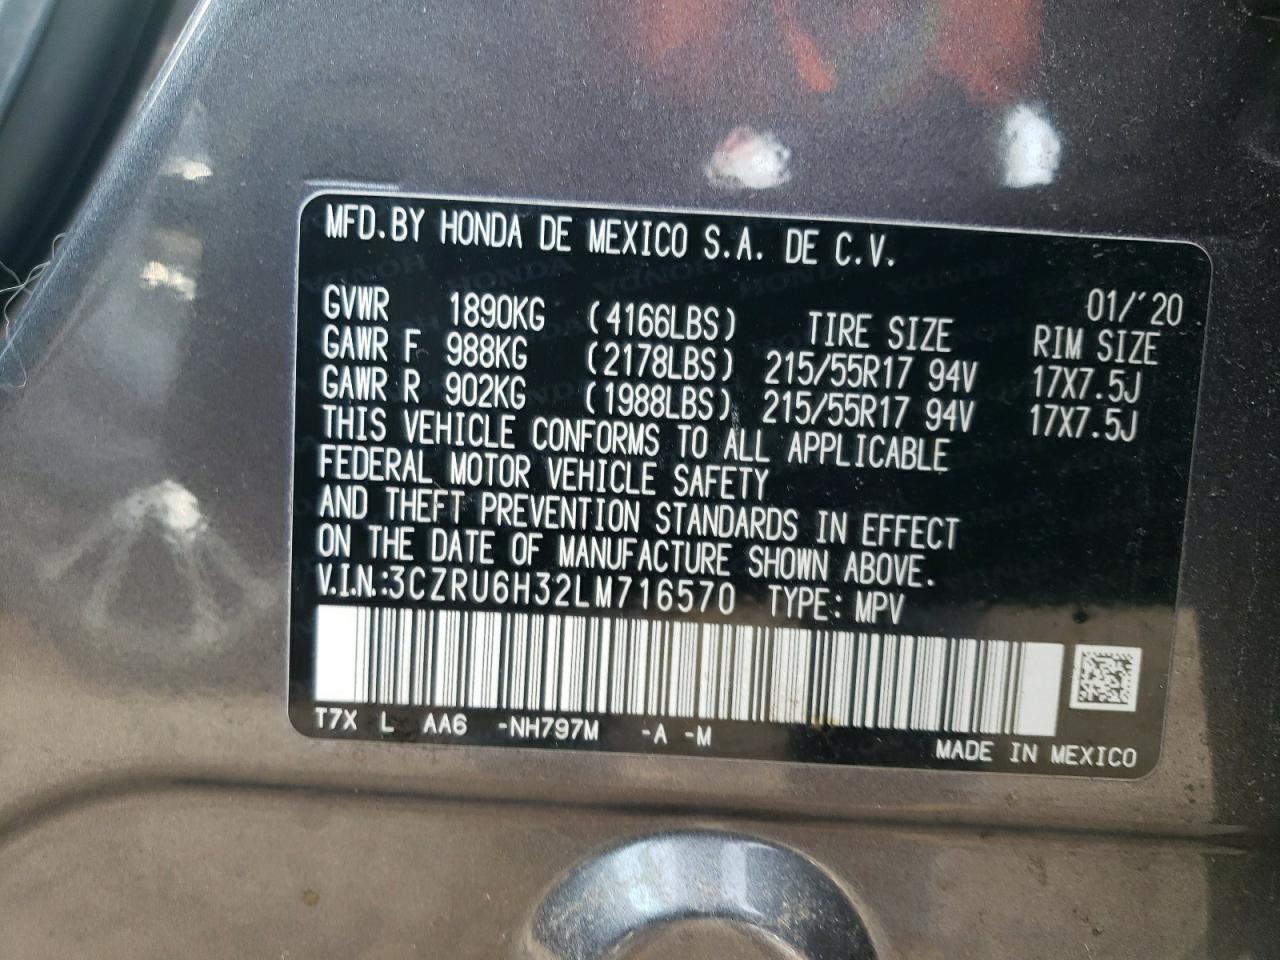 MFD.BY HONDA DE MEXICO S.A. DE C.V.
01/'20
GVWR 1890KG (4166LBS) TIRE SIZE RIM SIZE
GAWR F 988KG (2178LBS) 215/55R17 94V 17X7.5J
GAWR R 902KG (1988LBS) 215/55R17 94V 17X7.5J
THIS VEHICLE CONFORMS TO ALL APPLICABLE
FEDERAL MOTOR VEHICLE SAFETY
AND THEFT PREVENTION STANDARDS IN EFFECT
ON THE DATE OF MANUFACTURE SHOWN ABOVE.
V.I.N.:3CZRU6H32LM716570 TYPE: MPV
T7X L AA6 -NH797M -A -M
MADE IN MEXICO